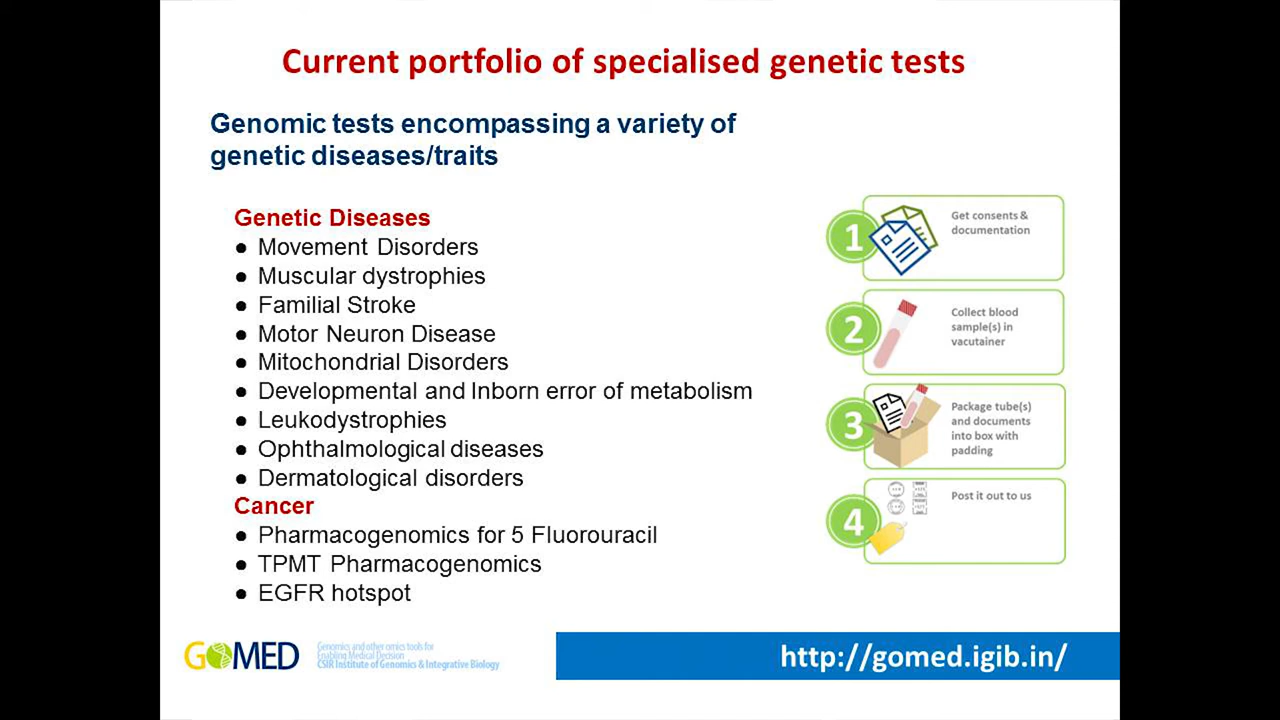 Current portfolio of specialised genetic tests
Genomic tests encompassing a variety of
genetic diseases/traits
Genetic Diseases
● Movement Disorders
● Muscular dystrophies
● Familial Stroke
● Motor Neuron Disease
● Mitochondrial Disorders
● Developmental and Inborn error of metabolism
● Leukodystrophies
● Ophthalmological diseases
● Dermatological disorders
Cancer
● Pharmacogenomics for 5 Fluorouracil
● TPMT Pharmacogenomics
● EGFR hotspot
1
Get consents &
documentation
2
Collect blood
sample(s) in
vacutainer
3
Package tube(s)
and documents
into box with
padding
4
Post it out to us
GOMED
Genomics and other omics tools for
Enabling Medical Decision
CSIR Institute of Genomics & Integrative Biology
http://gomed.igib.in/